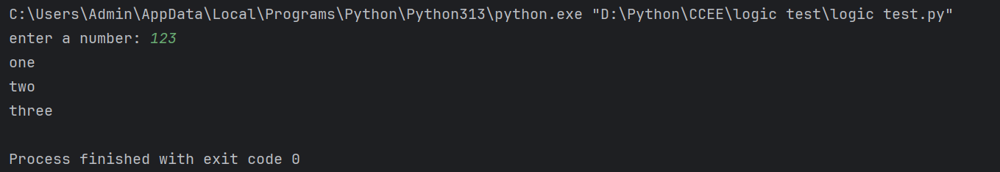 C:\Users\Admin\AppData\Local\Programs\Python\Python313\python.exe "D:\Python\CCEE\logic test\logic test.py"
enter a number: 123
one
two
three
Process finished with exit code 0